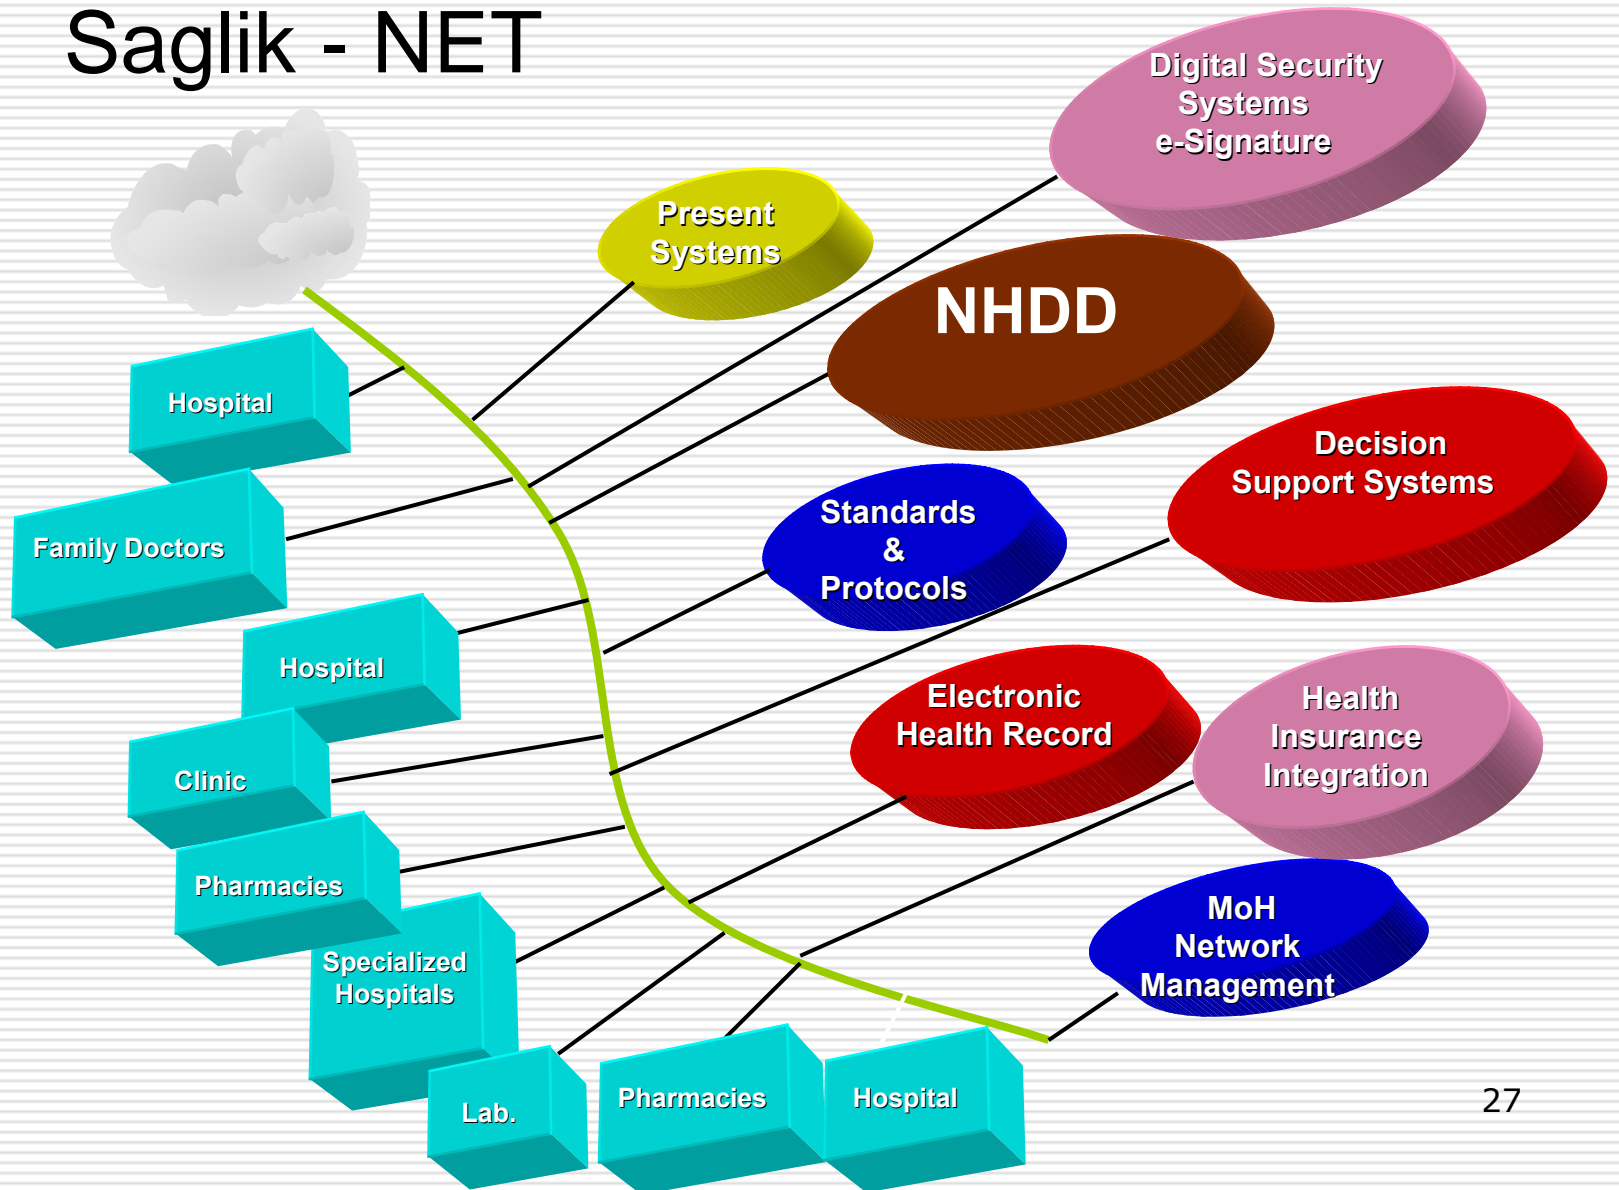 Saglik - NET
Digital Security
Systems
e-Signature
Present
Systems
NHDD
Hospital
Decision
Support Systems
Standards
&
Protocols
Family Doctors
Hospital
Electronic
Health Record
Health
Insurance
Integration
Clinic
Pharmacies
MoH
Network
Management
Specialized
Hospitals
Lab.
Pharmacies
Hospital
27